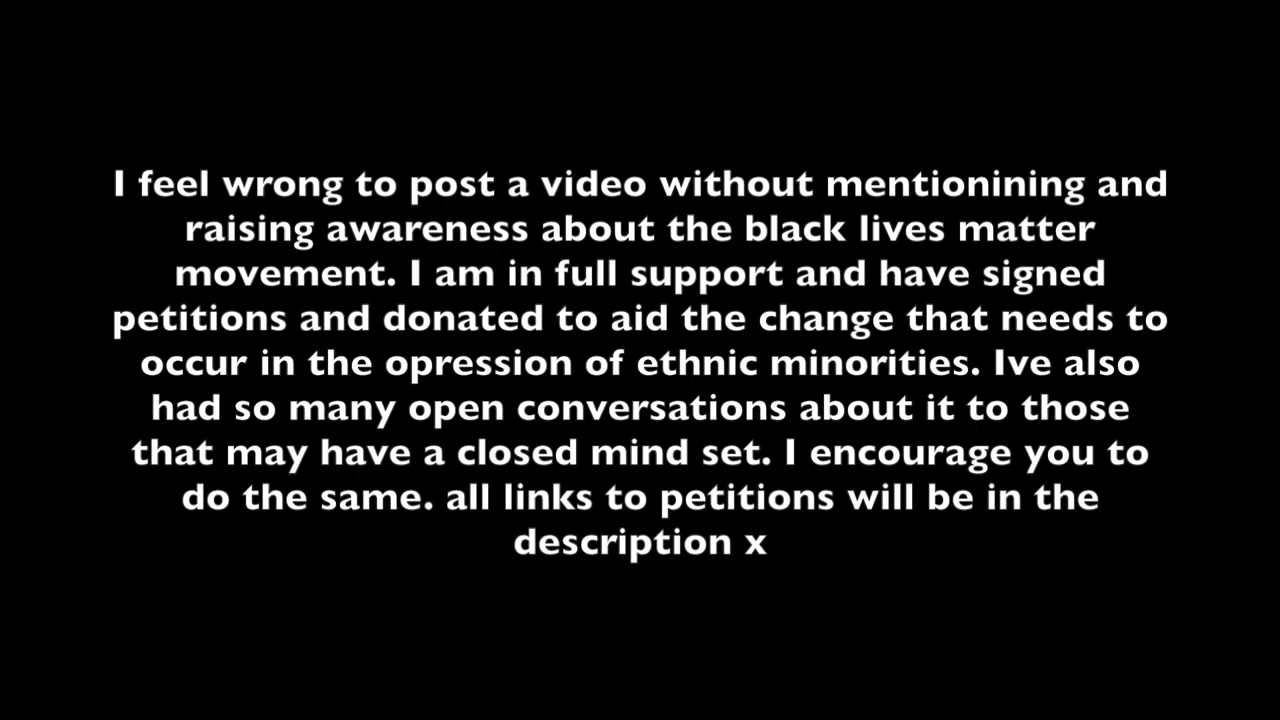 I feel wrong to post a video without mentionining and
raising awareness about the black lives matter
movement. I am in full support and have signed
petitions and donated to aid the change that needs to
occur in the opression of ethnic minorities. Ive also
had so many open conversations about it to those
that may have a closed mind set. I encourage you to
do the same. all links to petitions will be in the
description x